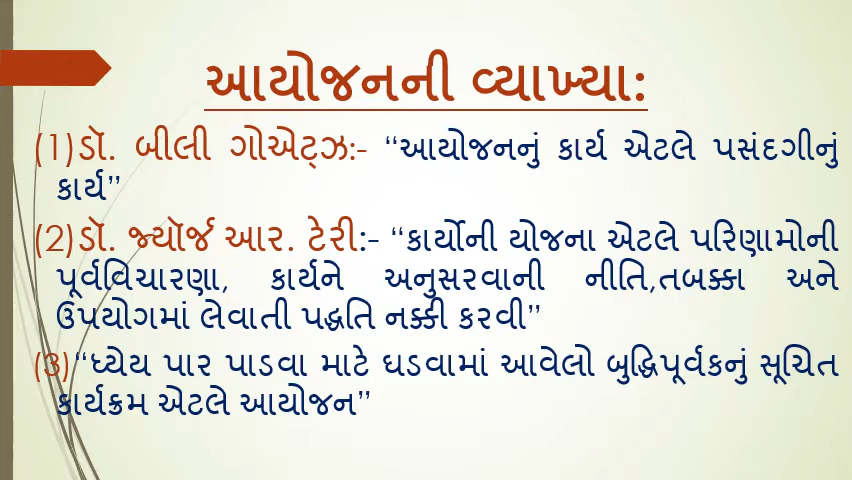 આયોજનની વ્યાખ્યા:
(1)ડૉ. બીલી ગોએટ્ઝ:- “આયોજનનું કાર્ય એટલે પસંદગીનું
કાર્ય”
(2)ડૉ. જ્યૉર્જ આર. ટેરી:- “કાર્યોની યોજના એટલે પરિણામોની
પૂર્વવિચારણા, કાર્યને અનુસરવાની નીતિ,તબક્કા અને
ઉપયોગમાં લેવાતી પદ્ધતિ નક્કી કરવી”
(3)“ધ્યેય પાર પાડવા માટે ઘડવામાં આવેલો બુદ્ધિપૂર્વકનું સૂચિત
કાર્યક્રમ એટલે આયોજન”